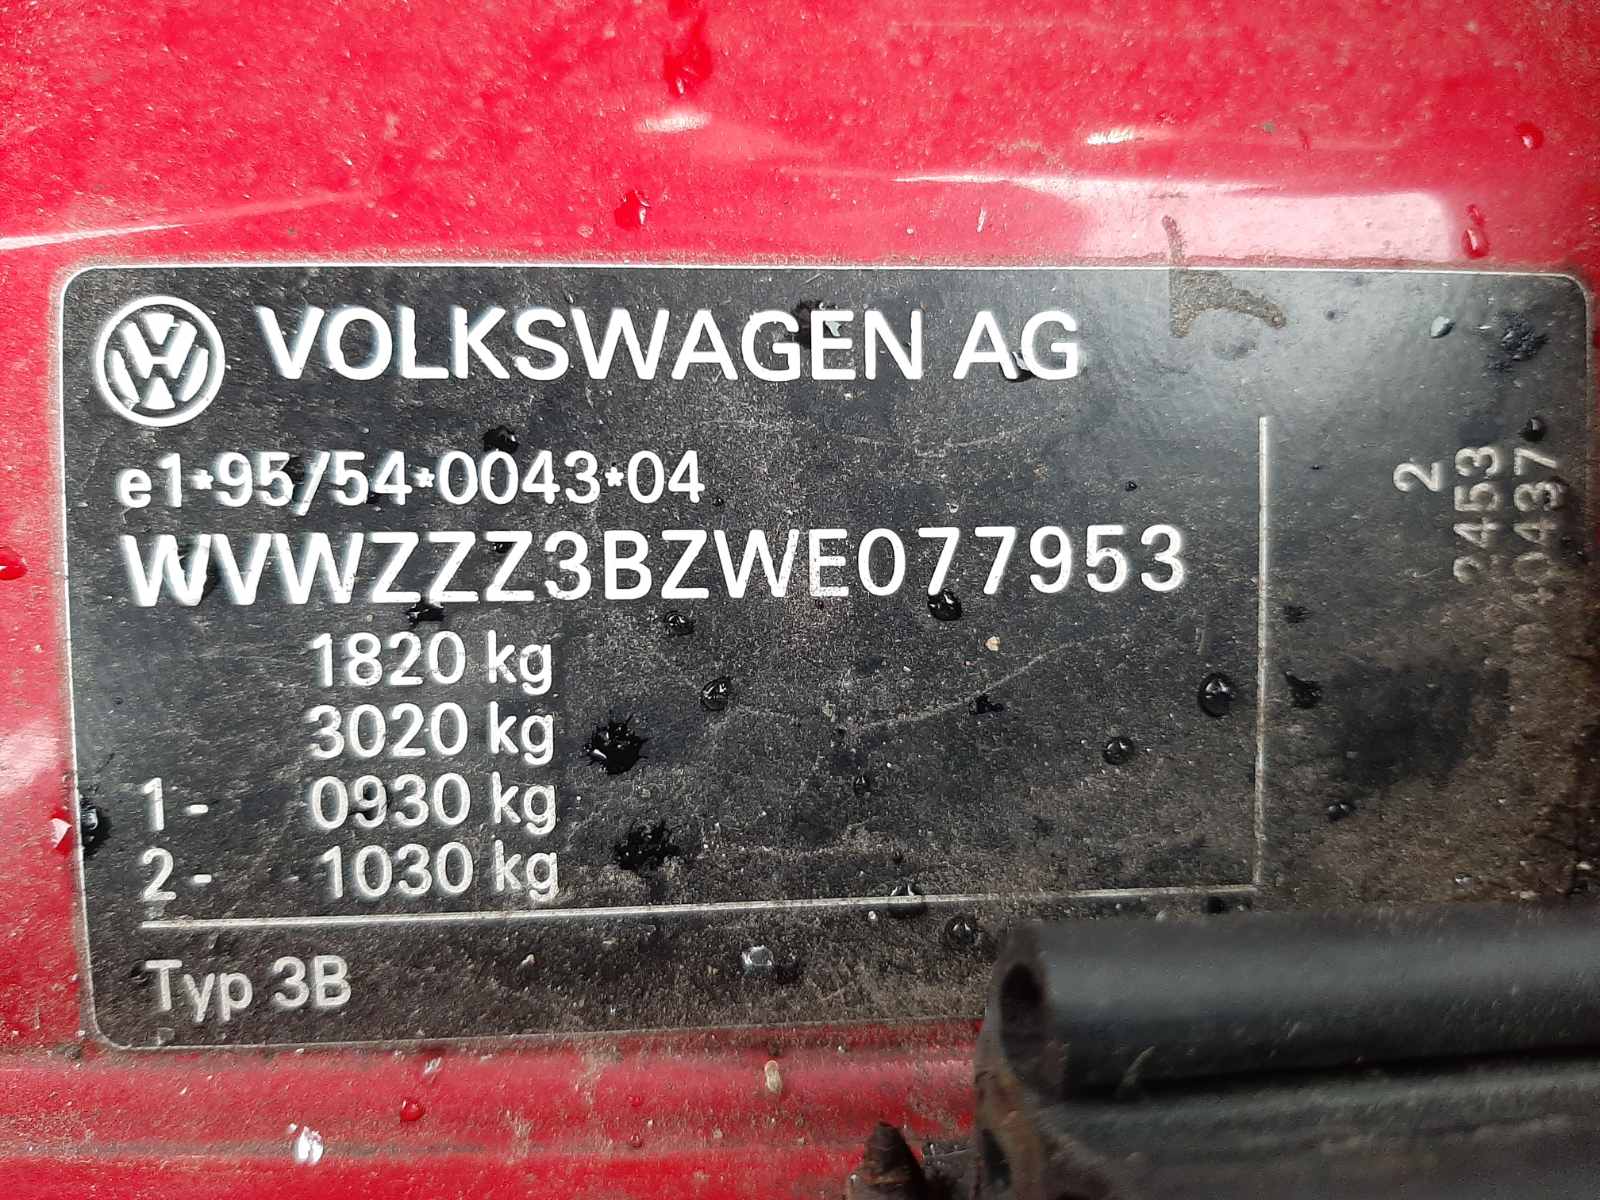 VOLKSWAGEN AG
e1*95/54*0043*04
WVWZZZ3BZWE077953
1820 kg
3020 kg
1- 0930 kg
2- 1030 kg
Typ 3B
2
2453
10437